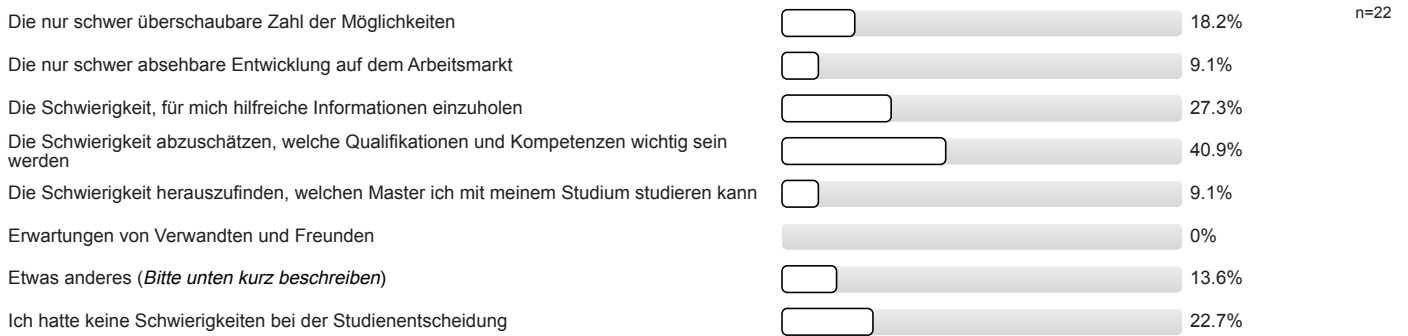 Die nur schwer überschaubare Zahl der Möglichkeiten 18.2% n=22
Die nur schwer absehbare Entwicklung auf dem Arbeitsmarkt 9.1%
Die Schwierigkeit, für mich hilfreiche Informationen einzuholen 27.3%
Die Schwierigkeit abzuschätzen, welche Qualifikationen und Kompetenzen wichtig sein
werden 40.9%
Die Schwierigkeit herauszufinden, welchen Master ich mit meinem Studium studieren kann 9.1%
Erwartungen von Verwandten und Freunden 0%
Etwas anderes (Bitte unten kurz beschreiben) 13.6%
Ich hatte keine Schwierigkeiten bei der Studienentscheidung 22.7%